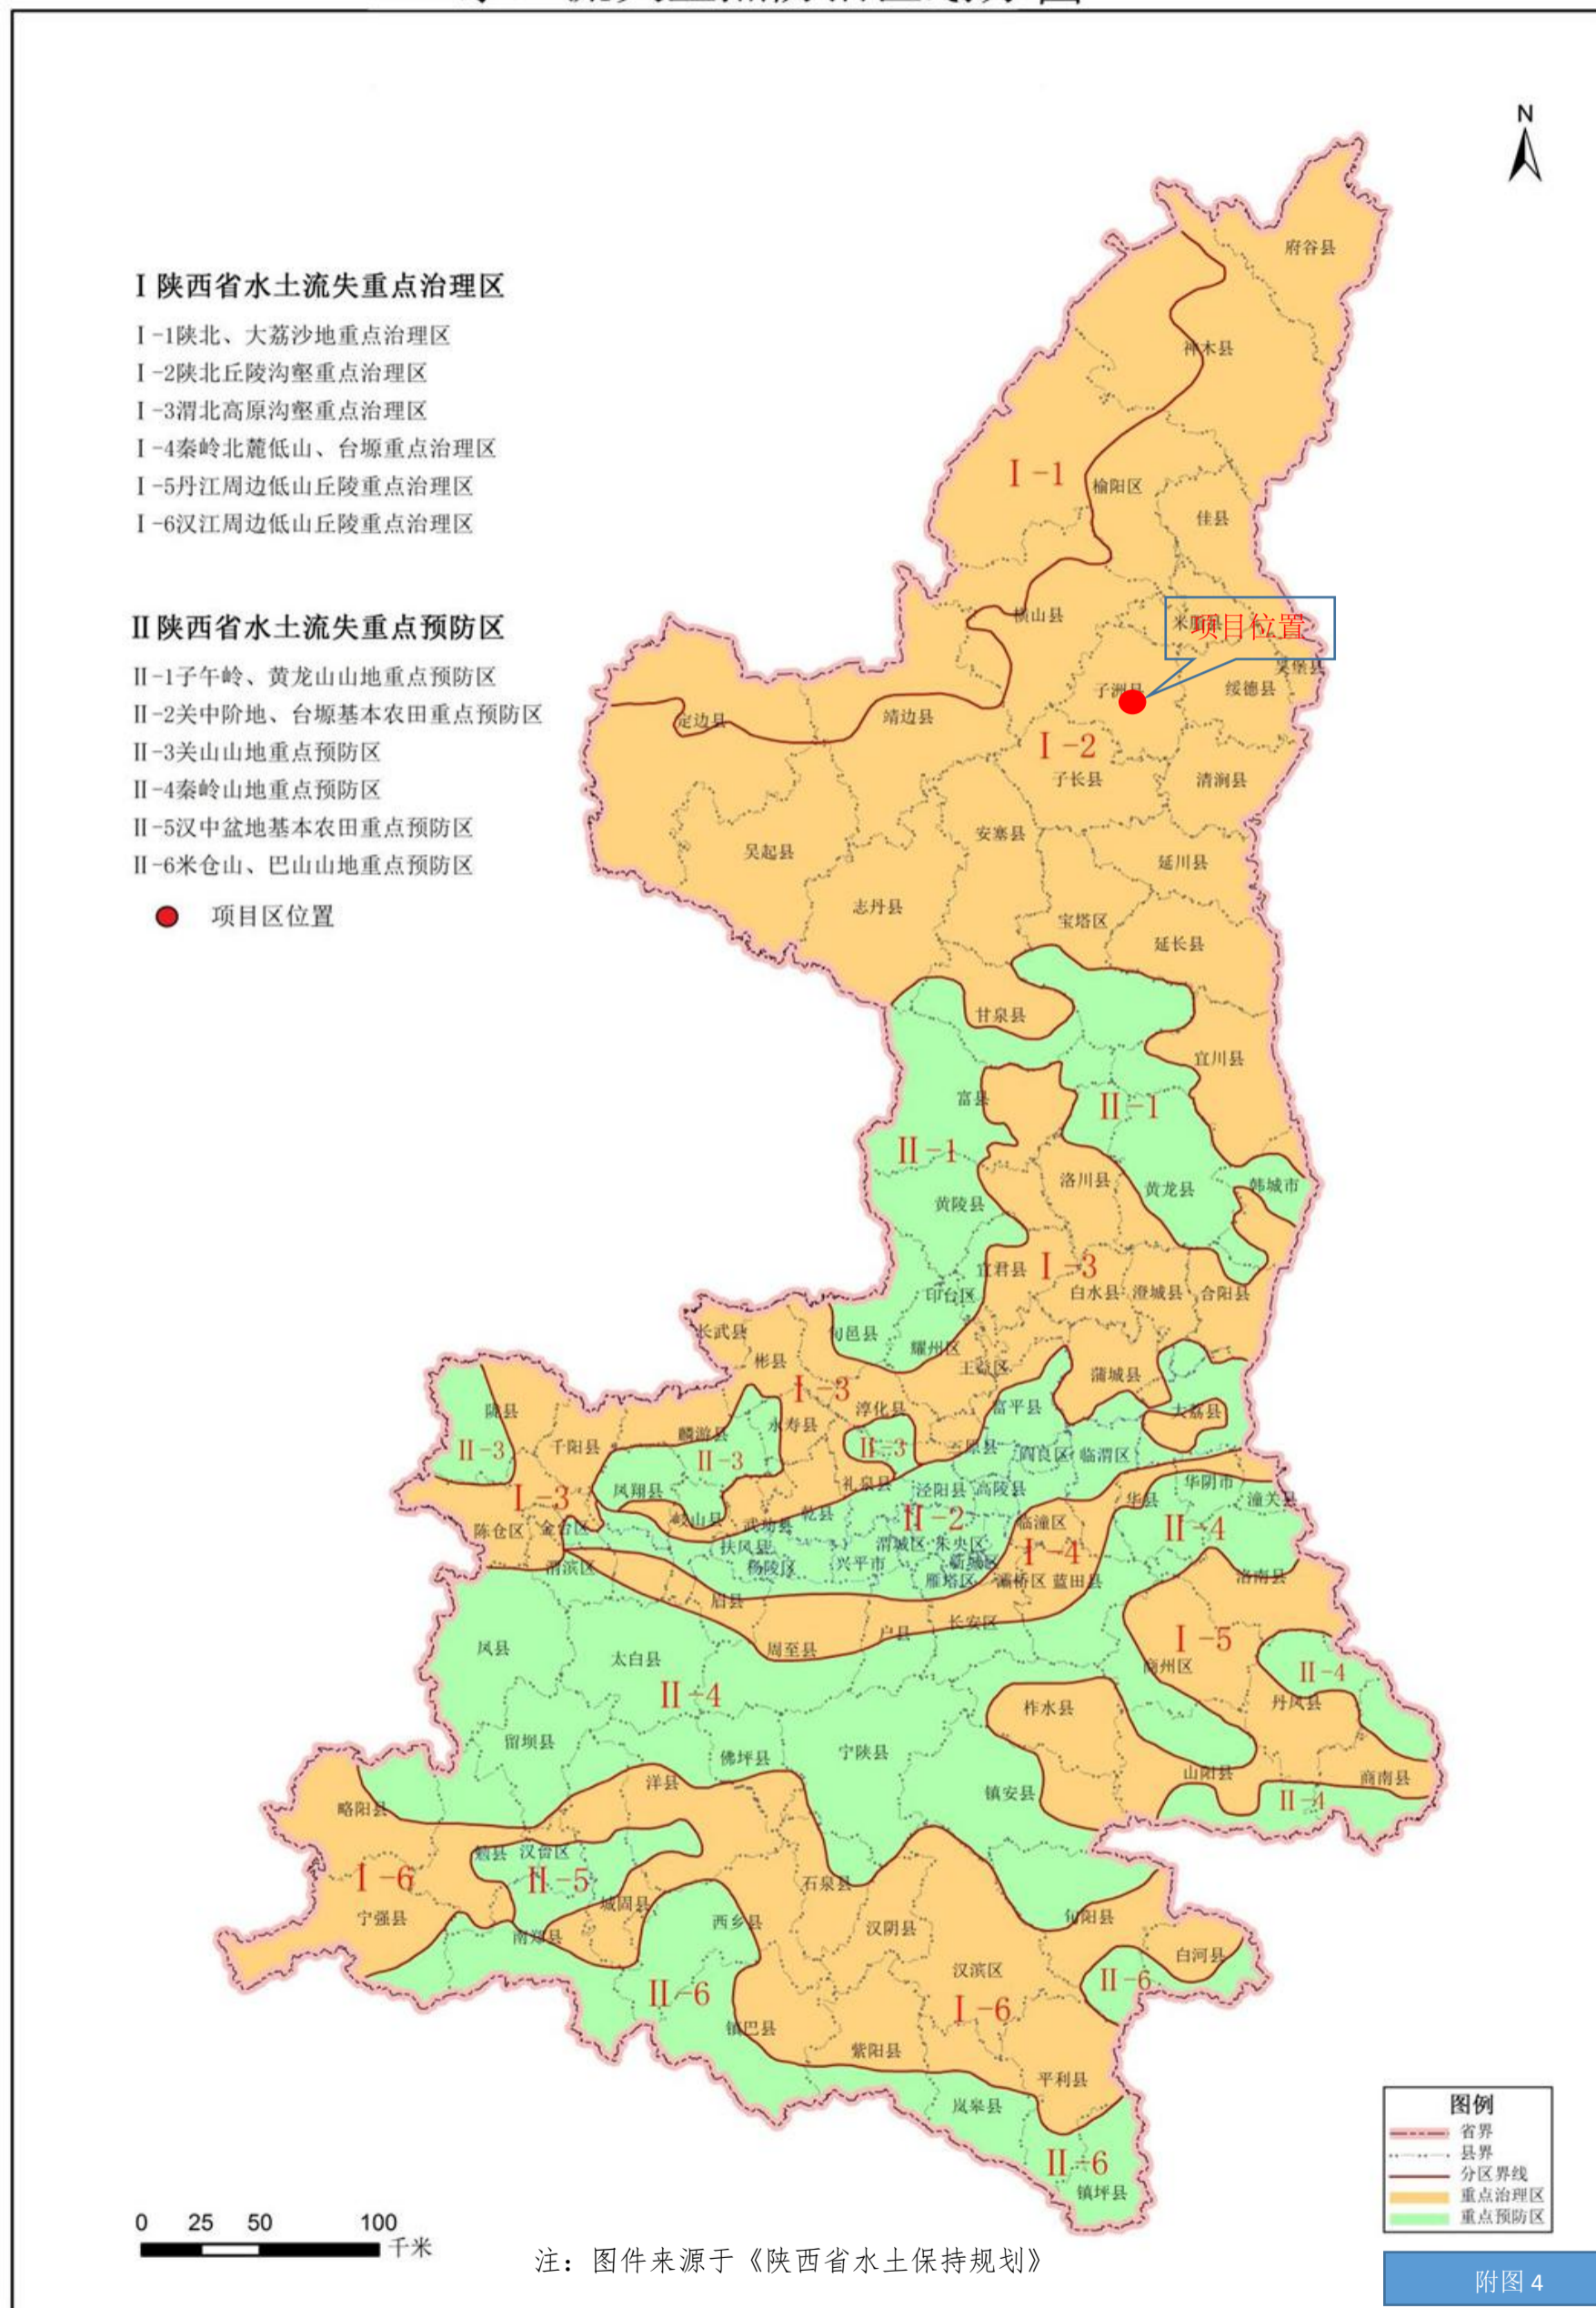 N
Ⅰ陕西省水土流失重点治理区
Ⅰ-1陕北、大荔沙地重点治理区
Ⅰ-2陕北丘陵沟壑重点治理区
Ⅰ-3渭北高原沟壑重点治理区
Ⅰ-4秦岭北麓低山、台塬重点治理区
Ⅰ-5丹江周边低山丘陵重点治理区
Ⅰ-6汉江周边低山丘陵重点治理区
Ⅱ陕西省水土流失重点预防区
Ⅱ-1子午岭、黄龙山山地重点预防区
Ⅱ-2关中阶地、台塬基本农田重点预防区
Ⅱ-3关山山地重点预防区
Ⅱ-4秦岭山地重点预防区
Ⅱ-5汉中盆地基本农田重点预防区
Ⅱ-6米仓山、巴山山地重点预防区
项目区位置
府谷县
神木县
Ⅰ-1
榆阳区
佳县
横山县
项目位置
吴堡县
子洲县
绥德县
定边县
靖边县
Ⅰ-2
子长县
清涧县
安塞县
吴起县
延川县
志丹县
宝塔区
延长县
甘泉县
宜川县
富县
Ⅱ-1
Ⅱ-1
洛川县
黄龙县
韩城市
黄陵县
宜君县
Ⅰ-3
印台区
白水县
澄城县
合阳县
长武县
旬邑县
耀州区
彬县
王益区
蒲城县
Ⅰ-3
陇县
淳化县
富平县
大荔县
千阳县
麟游县
永寿县
Ⅱ-3
Ⅱ-3
Ⅱ-3
三原县
阎良区
临渭区
Ⅰ-3
凤翔县
礼泉县
泾阳县
高陵县
华县
华阴市
潼关县
陈仓区
金台区
岐山县
武功县
乾县
Ⅱ-2
临潼区
Ⅱ-4
扶风县
渭城区
未央区
Ⅰ-4
渭滨区
杨陵区
兴平市
新城区
雁塔区
灞桥区
蓝田县
洛南县
眉县
凤县
太白县
周至县
户县
长安区
Ⅰ-5
商州区
Ⅱ-4
Ⅱ-4
柞水县
丹凤县
留坝县
佛坪县
宁陕县
镇安县
山阳县
商南县
洋县
略阳县
Ⅱ-4
勉县
汉台区
Ⅰ-6
Ⅱ-5
石泉县
宁强县
城固县
南郑县
西乡县
汉阴县
旬阳县
白河县
汉滨区
Ⅱ-6
Ⅱ-6
Ⅰ-6
镇巴县
紫阳县
平利县
岚皋县
Ⅱ-6
镇坪县
图例
省界
县界
分区界线
重点治理区
重点预防区
0 25 50 100
千米
注：图件来源于《陕西省水土保持规划》
附图 4